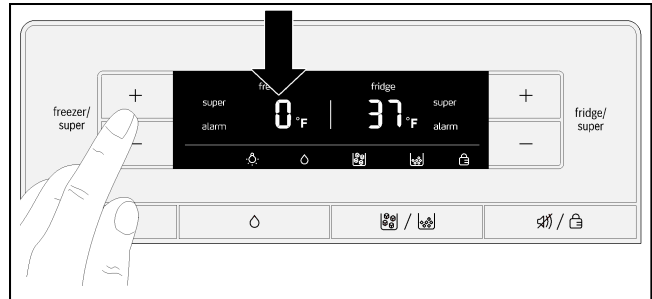 fridge
super
super
0°F
37°F
alarm
alarm
freezer/
super
fridge/
super
+
−
+
−
/
/